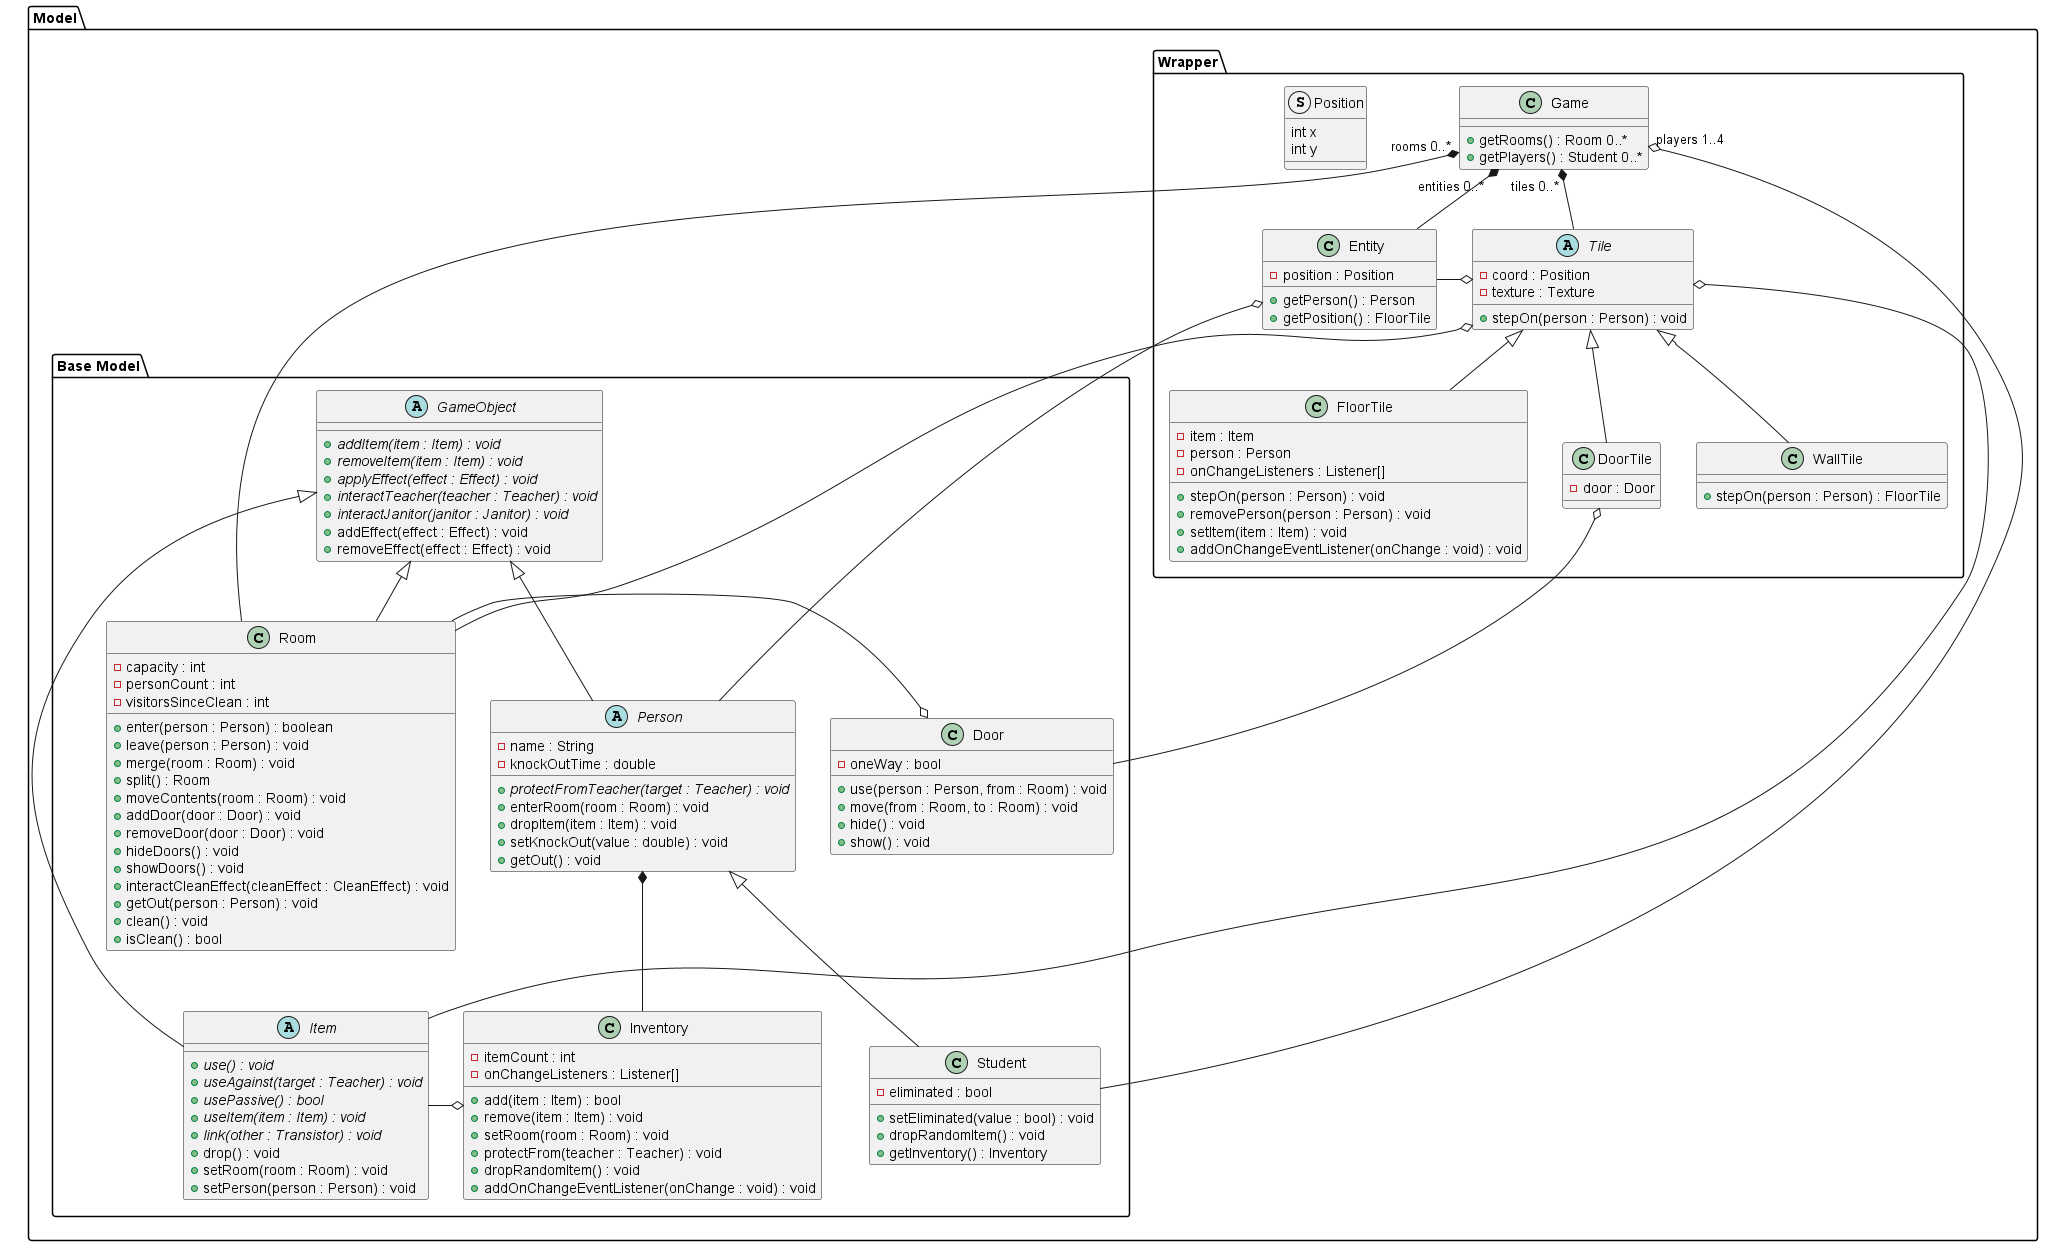 Model
Wrapper
S Position
int x
int y
C Game
getRooms() : Room 0..*
getPlayers() : Student 0..*
rooms 0..*
players 1..4
entities 0..*
tiles 0..*
C Entity
position : Position
getPerson() : Person
getPosition() : FloorTile
A Tile
coord : Position
texture : Texture
stepOn(person : Person) : void
C FloorTile
item : Item
person : Person
onChangeListeners : Listener[]
stepOn(person : Person) : void
removePerson(person : Person) : void
setItem(item : Item) : void
addOnChangeEventListener(onChange : void) : void
C DoorTile
door : Door
C WallTile
stepOn(person : Person) : FloorTile
Base Model
A GameObject
addItem(item : Item) : void
removeItem(item : Item) : void
applyEffect(effect : Effect) : void
interactTeacher(teacher : Teacher) : void
interactJanitor(janitor : Janitor) : void
addEffect(effect : Effect) : void
removeEffect(effect : Effect) : void
C Room
capacity : int
personCount : int
visitorsSinceClean : int
enter(person : Person) : boolean
leave(person : Person) : void
merge(room : Room) : void
split() : Room
moveContents(room : Room) : void
addDoor(door : Door) : void
removeDoor(door : Door) : void
hideDoors() : void
showDoors() : void
interactCleanEffect(cleanEffect : CleanEffect) : void
getOut(person : Person) : void
clean() : void
isClean() : bool
A Person
name : String
knockOutTime : double
protectFromTeacher(target : Teacher) : void
enterRoom(room : Room) : void
dropItem(item : Item) : void
setKnockOut(value : double) : void
getOut() : void
C Door
oneWay : bool
use(person : Person, from : Room) : void
move(from : Room, to : Room) : void
hide() : void
show() : void
A Item
use() : void
useAgainst(target : Teacher) : void
usePassive() : bool
useItem(item : Item) : void
link(other : Transistor) : void
drop() : void
setRoom(room : Room) : void
setPerson(person : Person) : void
C Inventory
itemCount : int
onChangeListeners : Listener[]
add(item : Item) : bool
remove(item : Item) : void
setRoom(room : Room) : void
protectFrom(teacher : Teacher) : void
dropRandomItem() : void
addOnChangeEventListener(onChange : void) : void
C Student
eliminated : bool
setEliminated(value : bool) : void
dropRandomItem() : void
getInventory() : Inventory